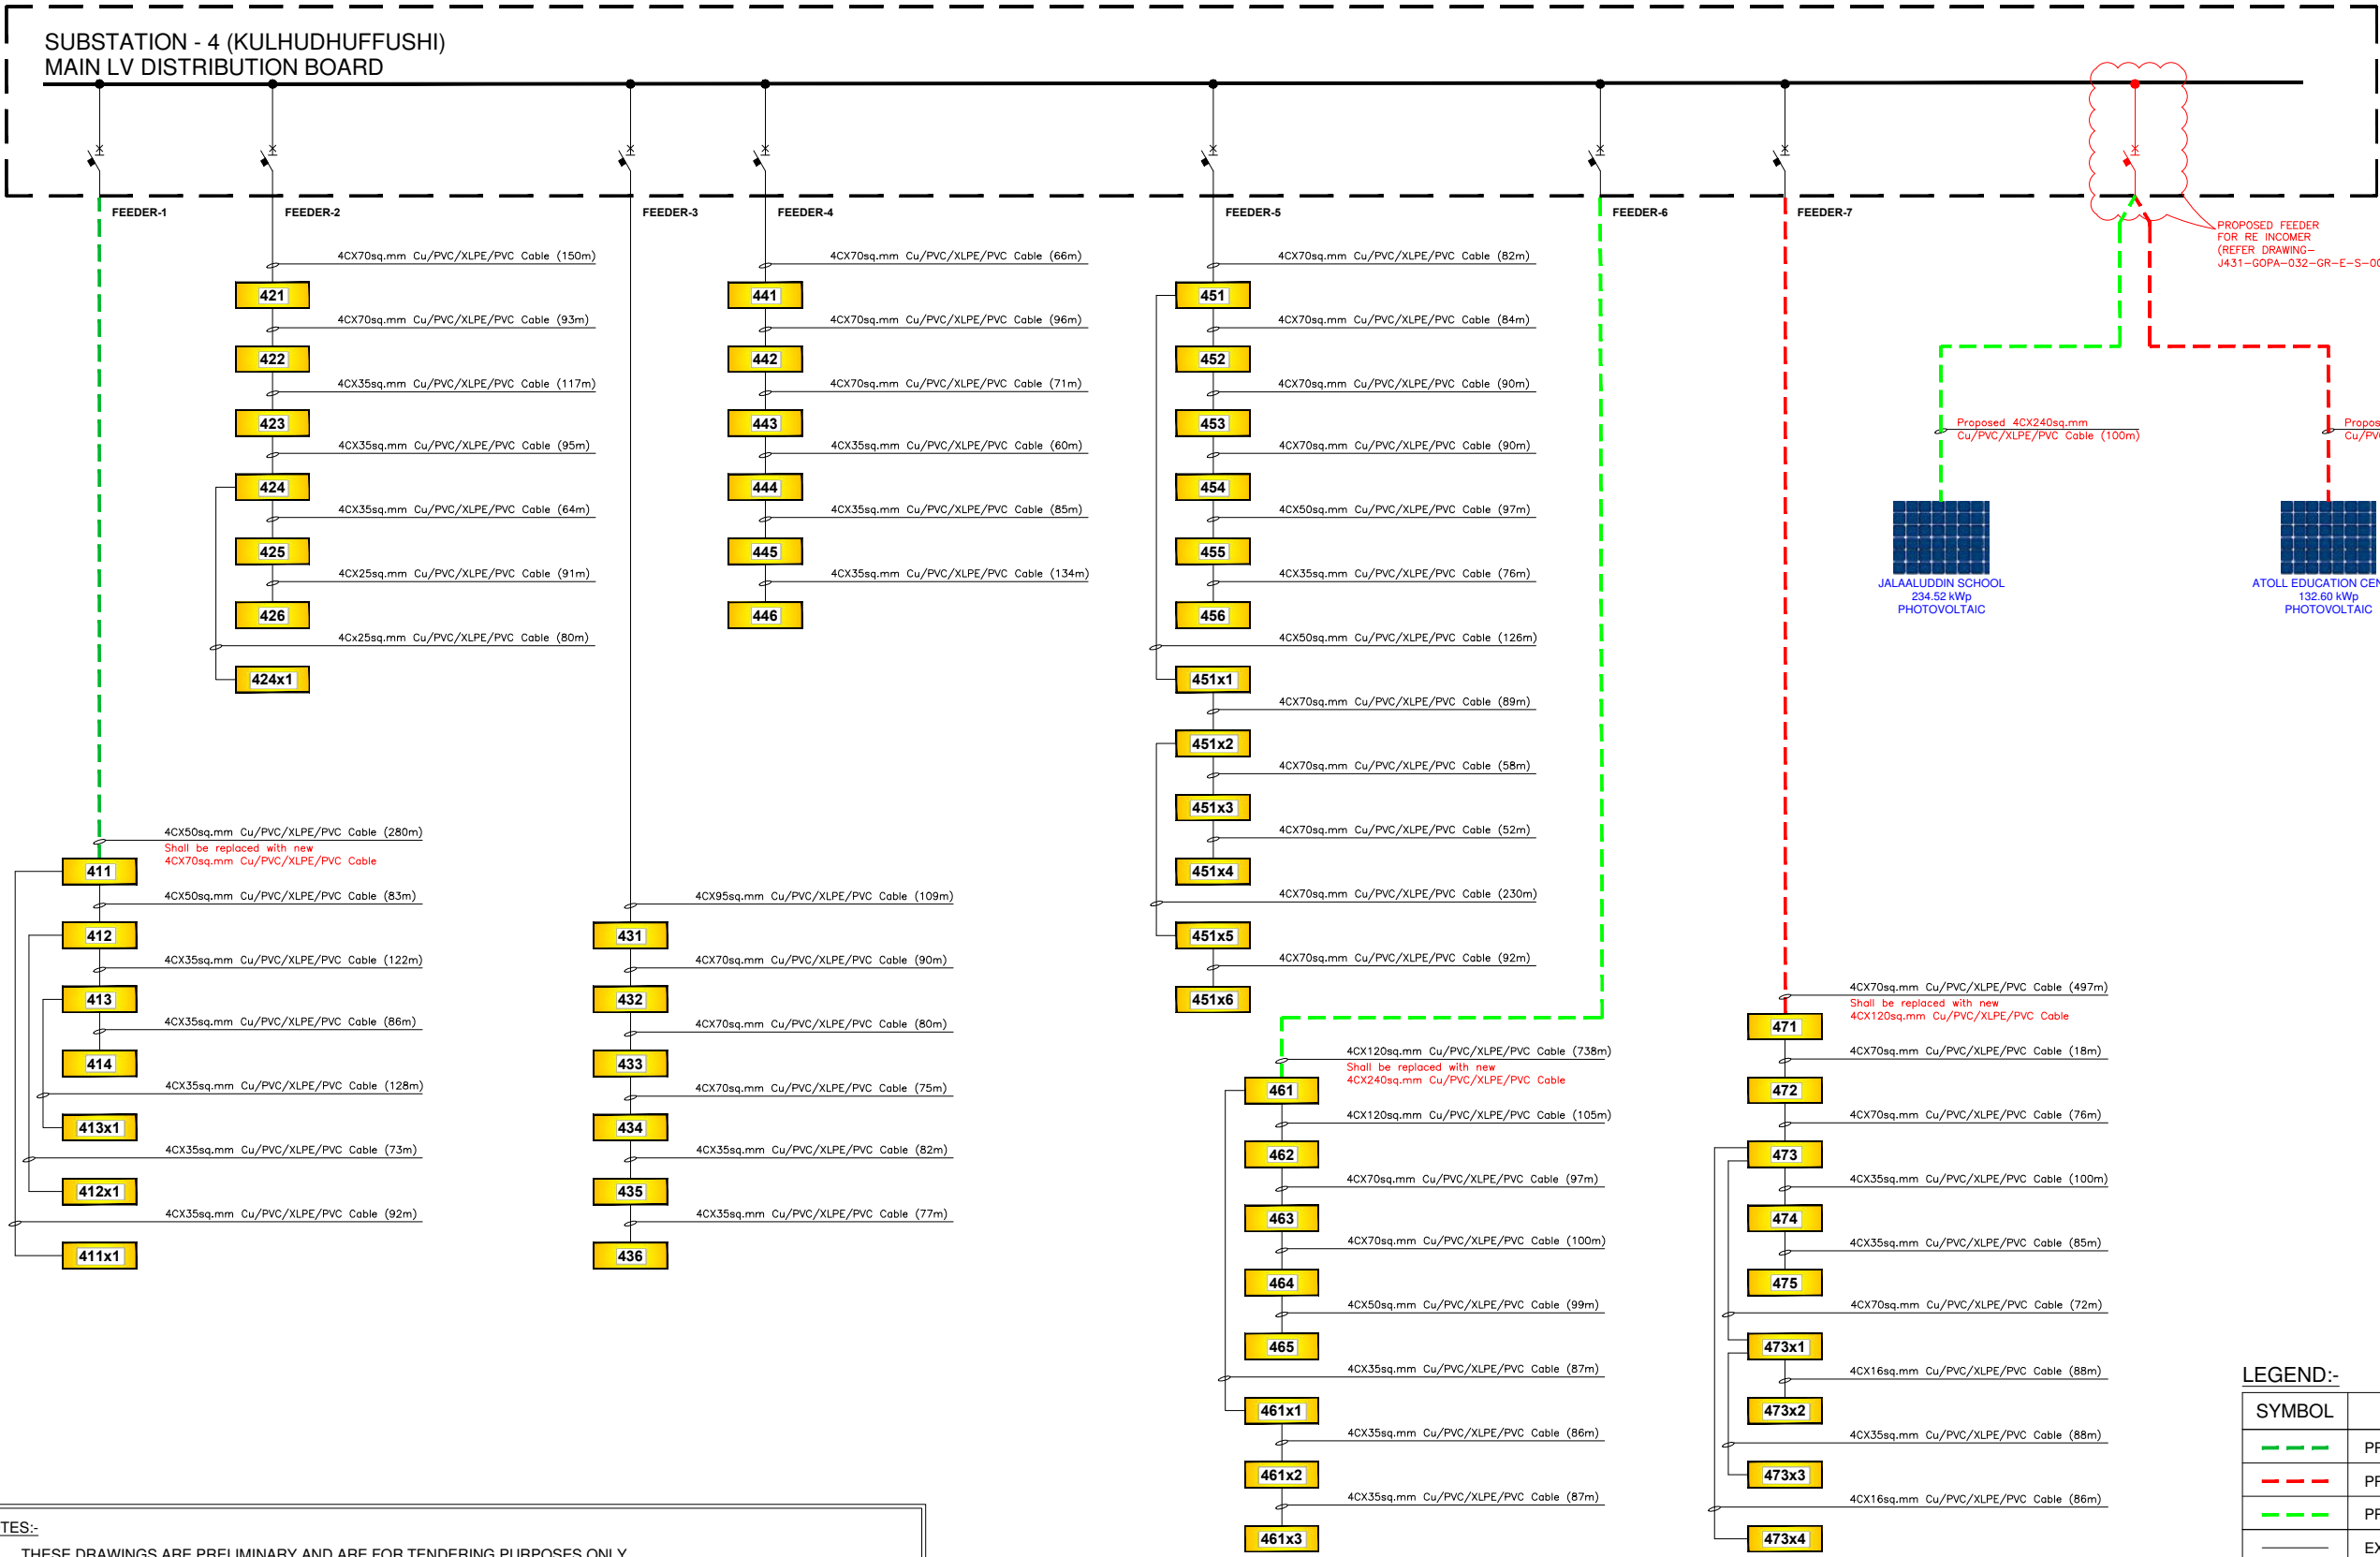 SUBSTATION - 4 (KULHUDHUFFUSHI)
MAIN LV DISTRIBUTION BOARD
FEEDER-1
4CX50sq.mm Cu/PVC/XLPE/PVC Cable (280m)
Shall be replaced with new
4CX70sq.mm Cu/PVC/XLPE/PVC Cable
411
4CX50sq.mm Cu/PVC/XLPE/PVC Cable (83m)
412
4CX35sq.mm Cu/PVC/XLPE/PVC Cable (122m)
413
4CX35sq.mm Cu/PVC/XLPE/PVC Cable (86m)
414
4CX35sq.mm Cu/PVC/XLPE/PVC Cable (128m)
413x1
4CX35sq.mm Cu/PVC/XLPE/PVC Cable (73m)
412x1
4CX35sq.mm Cu/PVC/XLPE/PVC Cable (92m)
411x1
FEEDER-2
4CX70sq.mm Cu/PVC/XLPE/PVC Cable (150m)
421
4CX70sq.mm Cu/PVC/XLPE/PVC Cable (93m)
422
4CX35sq.mm Cu/PVC/XLPE/PVC Cable (117m)
423
4CX35sq.mm Cu/PVC/XLPE/PVC Cable (95m)
424
4CX35sq.mm Cu/PVC/XLPE/PVC Cable (64m)
425
4CX25sq.mm Cu/PVC/XLPE/PVC Cable (91m)
426
4Cx25sq.mm Cu/PVC/XLPE/PVC Cable (80m)
424x1
FEEDER-3
4CX95sq.mm Cu/PVC/XLPE/PVC Cable (109m)
431
4CX70sq.mm Cu/PVC/XLPE/PVC Cable (90m)
432
4CX70sq.mm Cu/PVC/XLPE/PVC Cable (80m)
433
4CX70sq.mm Cu/PVC/XLPE/PVC Cable (75m)
434
4CX35sq.mm Cu/PVC/XLPE/PVC Cable (82m)
435
4CX35sq.mm Cu/PVC/XLPE/PVC Cable (77m)
436
FEEDER-4
4CX70sq.mm Cu/PVC/XLPE/PVC Cable (66m)
441
4CX70sq.mm Cu/PVC/XLPE/PVC Cable (96m)
442
4CX70sq.mm Cu/PVC/XLPE/PVC Cable (71m)
443
4CX35sq.mm Cu/PVC/XLPE/PVC Cable (60m)
444
4CX35sq.mm Cu/PVC/XLPE/PVC Cable (85m)
445
4CX35sq.mm Cu/PVC/XLPE/PVC Cable (134m)
446
FEEDER-5
4CX70sq.mm Cu/PVC/XLPE/PVC Cable (82m)
451
4CX70sq.mm Cu/PVC/XLPE/PVC Cable (84m)
452
4CX70sq.mm Cu/PVC/XLPE/PVC Cable (90m)
453
4CX70sq.mm Cu/PVC/XLPE/PVC Cable (90m)
454
4CX50sq.mm Cu/PVC/XLPE/PVC Cable (97m)
455
4CX35sq.mm Cu/PVC/XLPE/PVC Cable (76m)
456
4CX50sq.mm Cu/PVC/XLPE/PVC Cable (126m)
451x1
4CX70sq.mm Cu/PVC/XLPE/PVC Cable (89m)
451x2
4CX70sq.mm Cu/PVC/XLPE/PVC Cable (58m)
451x3
4CX70sq.mm Cu/PVC/XLPE/PVC Cable (52m)
451x4
4CX70sq.mm Cu/PVC/XLPE/PVC Cable (230m)
451x5
4CX70sq.mm Cu/PVC/XLPE/PVC Cable (92m)
451x6
FEEDER-6
4CX120sq.mm Cu/PVC/XLPE/PVC Cable (738m)
Shall be replaced with new
4CX240sq.mm Cu/PVC/XLPE/PVC Cable
461
4CX120sq.mm Cu/PVC/XLPE/PVC Cable (105m)
462
4CX70sq.mm Cu/PVC/XLPE/PVC Cable (97m)
463
4CX70sq.mm Cu/PVC/XLPE/PVC Cable (100m)
464
4CX50sq.mm Cu/PVC/XLPE/PVC Cable (99m)
465
4CX35sq.mm Cu/PVC/XLPE/PVC Cable (87m)
461x1
4CX35sq.mm Cu/PVC/XLPE/PVC Cable (86m)
461x2
4CX35sq.mm Cu/PVC/XLPE/PVC Cable (87m)
461x3
FEEDER-7
4CX70sq.mm Cu/PVC/XLPE/PVC Cable (497m)
Shall be replaced with new
4CX120sq.mm Cu/PVC/XLPE/PVC Cable
471
4CX70sq.mm Cu/PVC/XLPE/PVC Cable (18m)
472
4CX70sq.mm Cu/PVC/XLPE/PVC Cable (76m)
473
4CX35sq.mm Cu/PVC/XLPE/PVC Cable (100m)
474
4CX35sq.mm Cu/PVC/XLPE/PVC Cable (85m)
475
4CX70sq.mm Cu/PVC/XLPE/PVC Cable (72m)
473x1
4CX16sq.mm Cu/PVC/XLPE/PVC Cable (88m)
473x2
4CX35sq.mm Cu/PVC/XLPE/PVC Cable (88m)
473x3
4CX16sq.mm Cu/PVC/XLPE/PVC Cable (86m)
473x4
PROPOSED FEEDER
FOR RE INCOMER
(REFER DRAWING-
J431-GOPA-032-GR-E-S-00
Proposed 4CX240sq.mm
Cu/PVC/XLPE/PVC Cable (100m)
JALAALUDDIN SCHOOL
234.52 kWp
PHOTOVOLTAIC
Propos
Cu/PV
ATOLL EDUCATION CEN
132.60 kWp
PHOTOVOLTAIC
LEGEND:-
SYMBOL
PR
PR
PR
EX
TES:-
THESE DRAWINGS ARE PRELIMINARY AND ARE FOR TENDERING PURPOSES ONLY